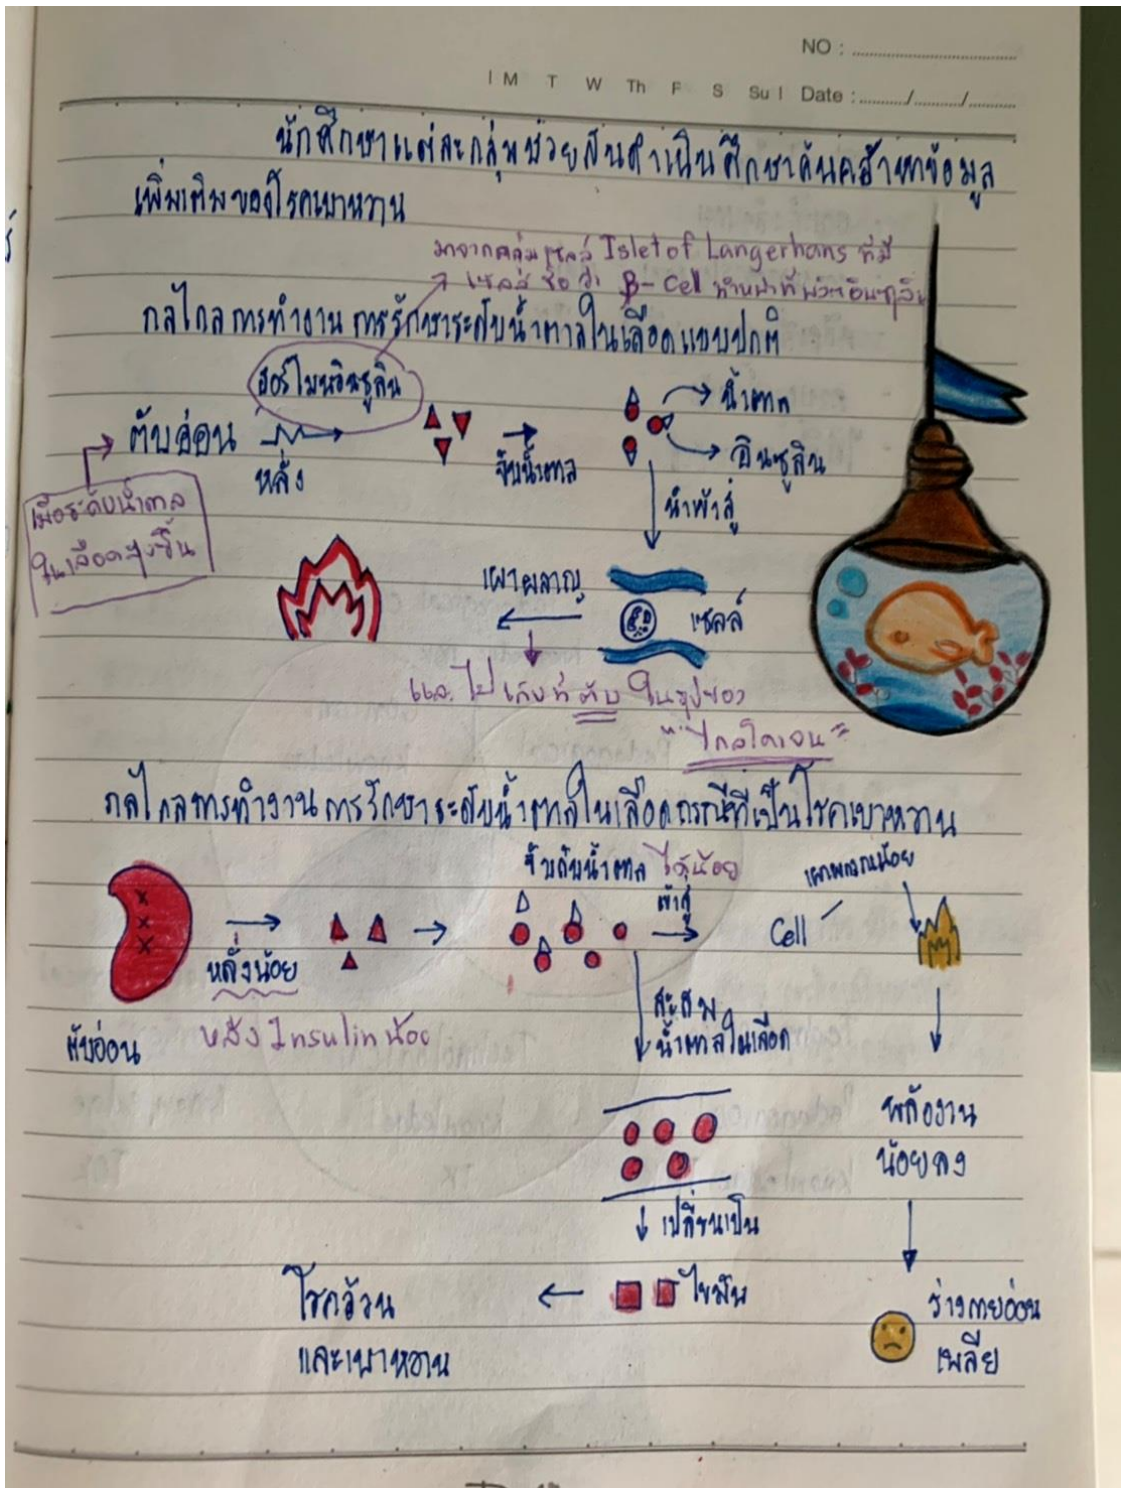 NO :
M T W Th F S Su Date : / /
นักศึกษาแต่ละกลุ่มช่วยกันดำเนินศึกษาค้นคว้าหาข้อมูล
เพิ่มเติมของโรคเบาหวาน
มาจากกลุ่มเซลล์ Islet of Langerhans ที่มี
เซลล์ ชื่อว่า β-Cell ทำหน้าที่ อินซูลิน
กลไกลการทำงาน การรักษาระดับน้ำตาลในเลือดแบบปกติ
ฮอร์โมนอินซูลิน
น้ำตาล
ตับอ่อน
หลั่ง
จับน้ำตาล
อินซูลิน
เมื่อระดับน้ำตาล
ในเลือดสูงขึ้น
นำเข้าสู่
เผาผลาญ
เซลล์
และไปเก็บที่ตับ ในรูปของ
"ไกลโคเจน"
กลไกลการทำงาน การรักษาระดับน้ำตาลในเลือดกรณีที่เป็นโรคเบาหวาน
จับกับน้ำตาล ได้น้อย
เผาผลาญน้อย
เข้าสู่
Cell
หลั่งน้อย
หลั่ง Insulin น้อย
ตับอ่อน
สะสม
น้ำตาลในเลือด
พลังงาน
น้อยลง
เปลี่ยนเป็น
ไขมัน
โรคอ้วน
และเบาหวาน
ร่างกายอ่อน
เพลีย